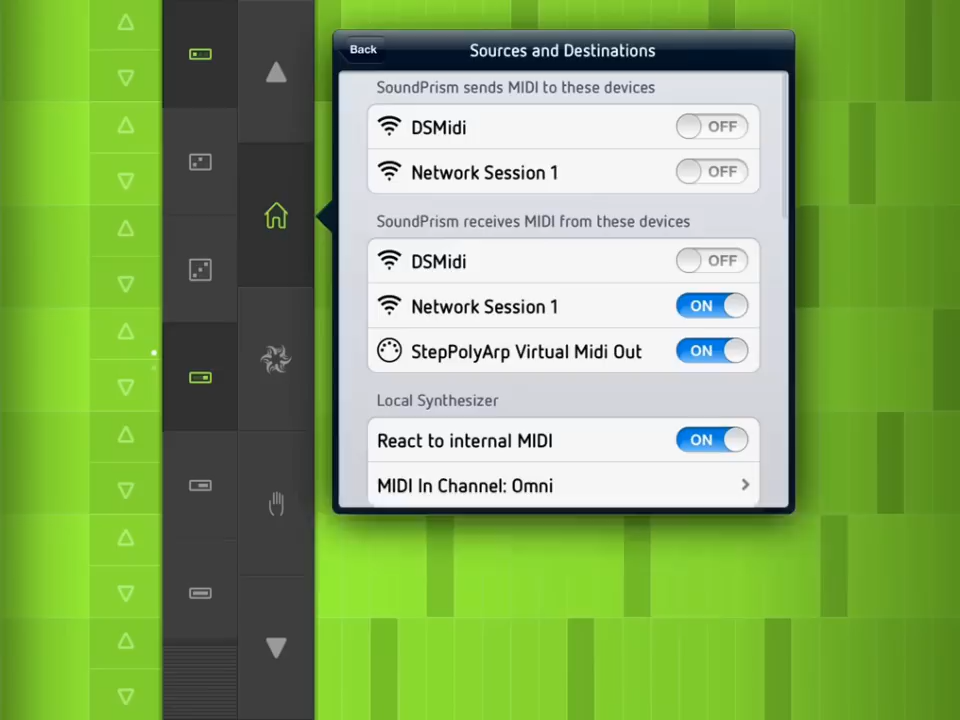 Back
Sources and Destinations
SoundPrism sends MIDI to these devices
DSMidi OFF
Network Session 1 OFF
SoundPrism receives MIDI from these devices
DSMidi OFF
Network Session 1 ON
StepPolyArp Virtual Midi Out ON
Local Synthesizer
React to internal MIDI ON
MIDI In Channel: Omni